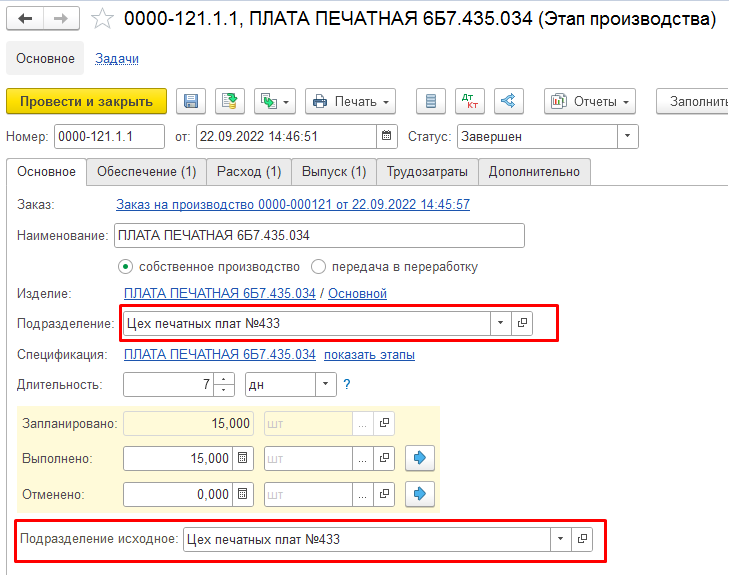 0000-121.1.1, ПЛАТА ПЕЧАТНАЯ 6Б7.435.034 (Этап производства)
Основное Задачи
Провести и закрыть Печать Дт Кт Отчеты Заполнить
Номер: 0000-121.1.1 от: 22.09.2022 14:46:51 Статус: Завершен
Основное Обеспечение (1) Расход (1) Выпуск (1) Трудозатраты Дополнительно
Заказ: Заказ на производство 0000-000121 от 22.09.2022 14:45:57
Наименование: ПЛАТА ПЕЧАТНАЯ 6Б7.435.034
собственное производство передача в переработку
Изделие: ПЛАТА ПЕЧАТНАЯ 6Б7.435.034 / Основной
Подразделение: Цех печатных плат №433
Спецификация: ПЛАТА ПЕЧАТНАЯ 6Б7.435.034 показать этапы
Длительность: 7 дн ?
Запланировано: 15,000 шт ...
Выполнено: 15,000 шт ...
Отменено: 0,000 шт ...
Подразделение исходное: Цех печатных плат №433